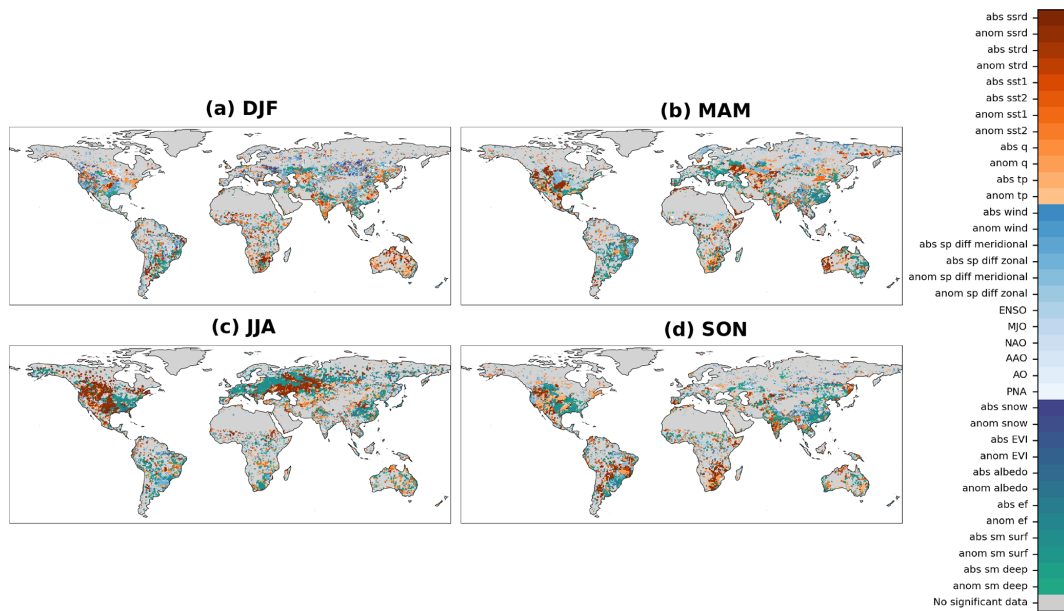 (a) DJF
(b) MAM
(c) JJA
(d) SON
abs ssrd
anom ssrd
abs strd
anom strd
abs sst1
abs sst2
anom sst1
anom sst2
abs q
anom q
abs tp
anom tp
abs wind
anom wind
abs sp diff meridional
abs sp diff zonal
anom sp diff meridional
anom sp diff zonal
ENSO
MJO
NAO
AAO
AO
PNA
abs snow
anom snow
abs EVI
anom EVI
abs albedo
anom albedo
abs ef
anom ef
abs sm surf
anom sm surf
abs sm deep
anom sm deep
No significant data